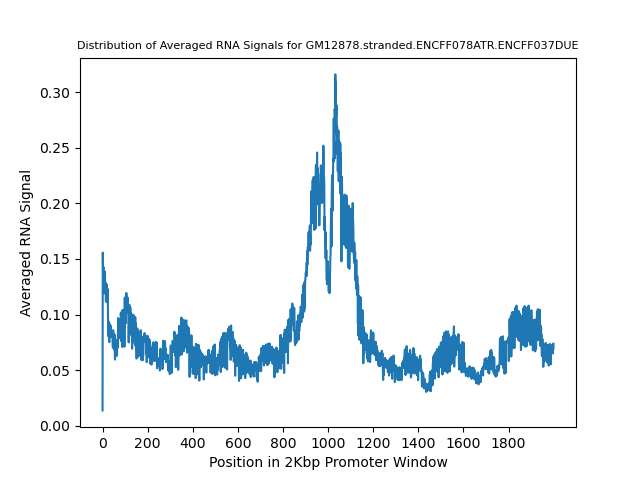 Distribution of Averaged RNA Signals for GM12878.stranded.ENCFF078ATR.ENCFF037DUE
0.30
0.25
0.20
0.15
0.10
0.05
0.00
Averaged RNA Signal
0 200 400 600 800 1000 1200 1400 1600 1800
Position in 2Kbp Promoter Window